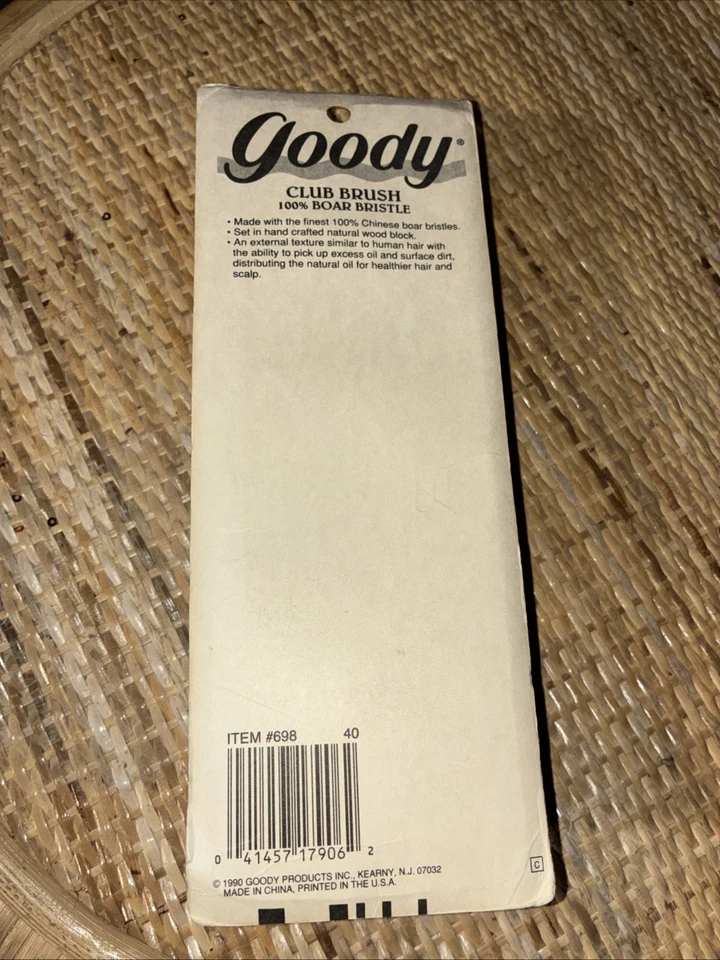 Goody®
CLUB BRUSH
100% BOAR BRISTLE
• Made with the finest 100% Chinese boar bristles.
• Set in hand crafted natural wood block.
• An external texture similar to human hair with
the ability to pick up excess oil and surface dirt,
distributing the natural oil for healthier hair and
scalp.
ITEM #698 40
0 41457 17906 2
© 1990 GOODY PRODUCTS INC., KEARNY, N.J. 07032
MADE IN CHINA, PRINTED IN THE U.S.A.
C